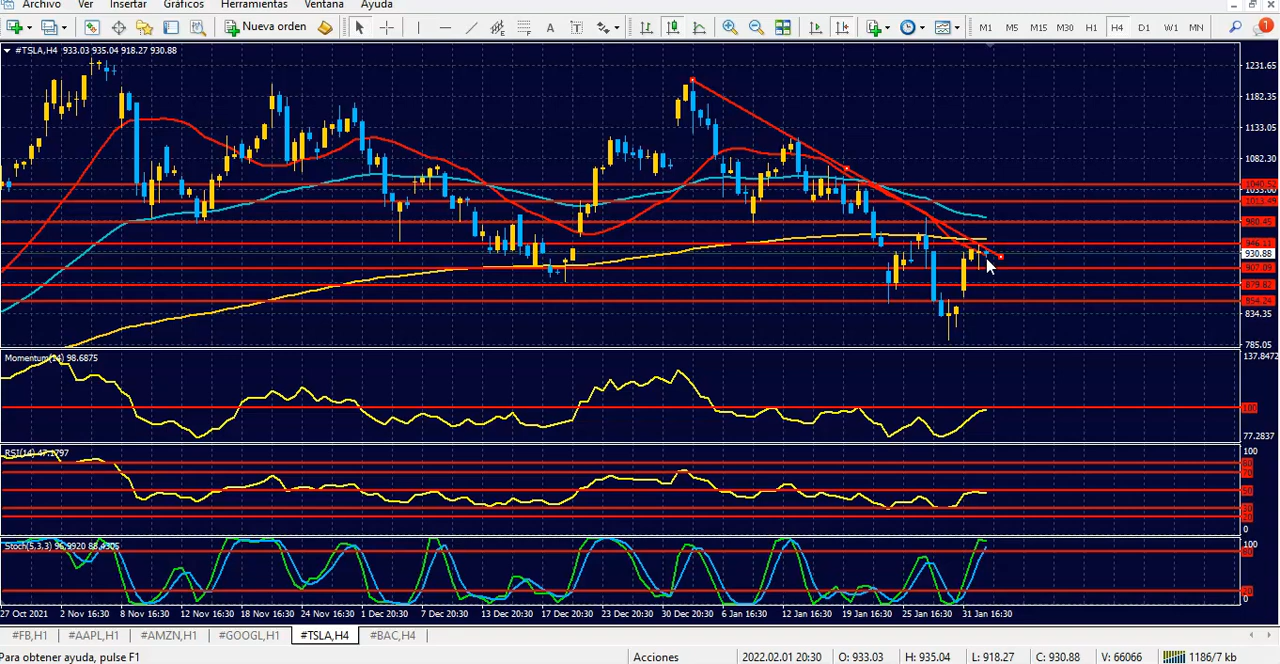 Archivo Ver Insertar Gráficos Herramientas Ventana Ayuda
Nueva orden A T M1 M5 M15 M30 H1 H4 D1 W1 MN 1
#TSLA,H4 933.03 935.04 918.27 930.88
1231.65
1182.35
1133.05
1082.30
1033.00
1013.49
980.45
946.11
930.88
907.09
879.82
854.24
834.35
785.05
Momentum(14) 98.6875
137.8472
100
77.2837
RSI(14) 47.1797
100
0
Stoch(5,3,3) 96.9920 88.4305
100
0
27 Oct 2021 2 Nov 16:30 8 Nov 16:30 12 Nov 16:30 18 Nov 16:30 24 Nov 16:30 1 Dec 20:30 7 Dec 20:30 13 Dec 20:30 17 Dec 20:30 23 Dec 20:30 30 Dec 20:30 6 Jan 16:30 12 Jan 16:30 19 Jan 16:30 25 Jan 16:30 31 Jan 16:30
#FB,H1 #AAPL,H1 #AMZN,H1 #GOOGL,H1 #TSLA,H4 #BAC,H4
Para obtener ayuda, pulse F1 Acciones 2022.02.01 20:30 O: 933.03 H: 935.04 L: 918.27 C: 930.88 V: 66066 1186/7 kb